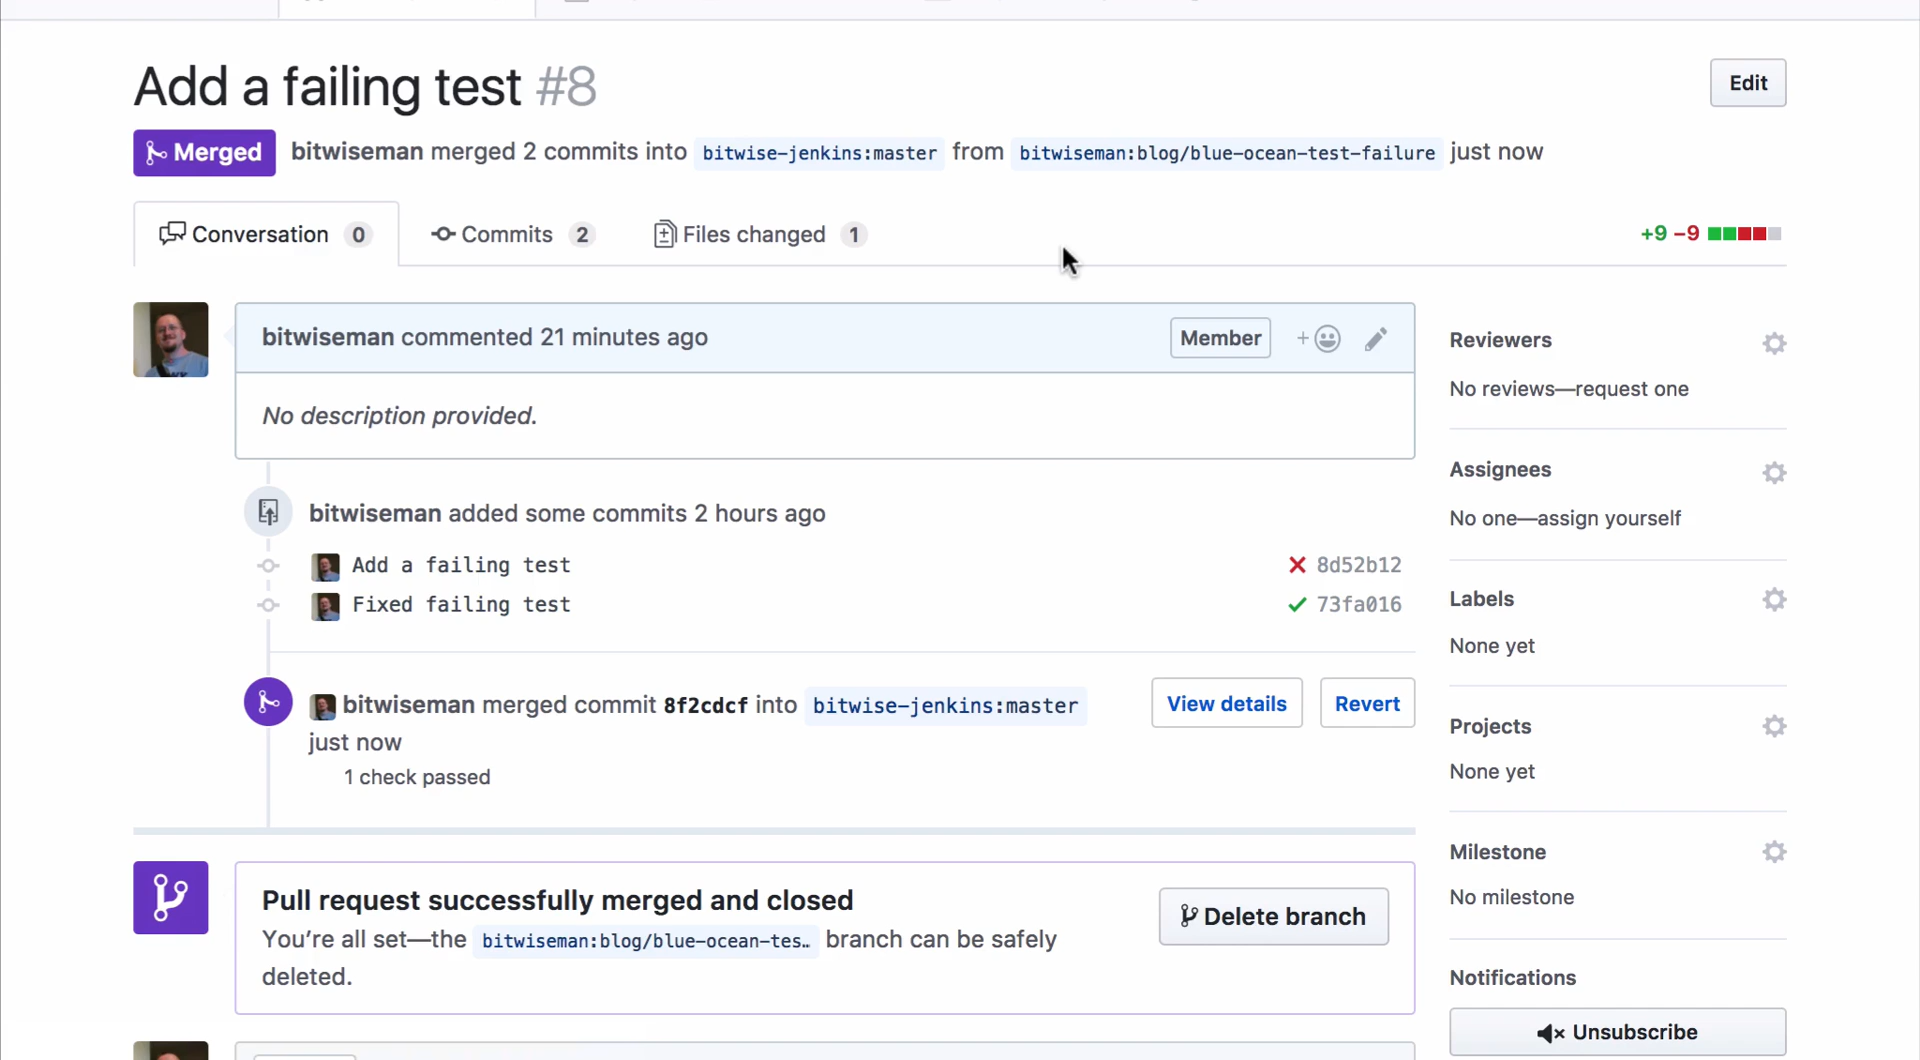 Add a failing test #8
Edit
Merged
bitwiseman merged 2 commits into bitwise-jenkins:master from bitwiseman:blog/blue-ocean-test-failure just now
Conversation 0
Commits 2
Files changed 1
+9 −9
bitwiseman commented 21 minutes ago
Member
+
No description provided.
bitwiseman added some commits 2 hours ago
Add a failing test
8d52b12
Fixed failing test
73fa016
bitwiseman merged commit 8f2cdcf into bitwise-jenkins:master
just now
View details
Revert
1 check passed
Pull request successfully merged and closed
You’re all set—the bitwiseman:blog/blue-ocean-tes… branch can be safely
deleted.
Delete branch
Reviewers
No reviews—request one
Assignees
No one—assign yourself
Labels
None yet
Projects
None yet
Milestone
No milestone
Notifications
Unsubscribe